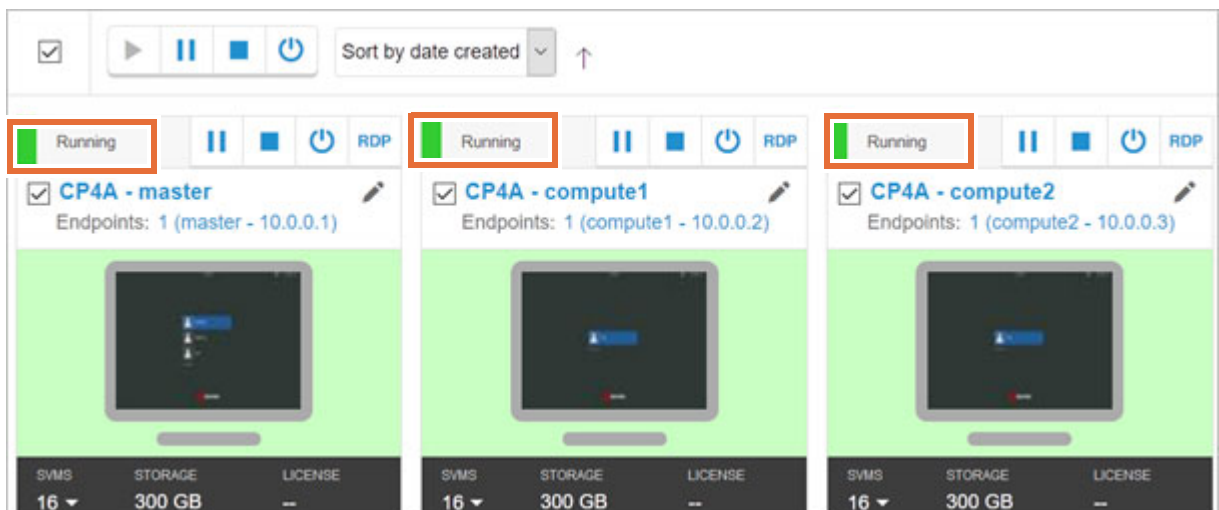 Sort by date created
Running RDP Running RDP Running RDP
CP4A - master CP4A - compute1 CP4A - compute2
Endpoints: 1 (master - 10.0.0.1) Endpoints: 1 (compute1 - 10.0.0.2) Endpoints: 1 (compute2 - 10.0.0.3)
SVMS STORAGE LICENSE SVMS STORAGE LICENSE SVMS STORAGE LICENSE
16 300 GB -- 16 300 GB -- 16 300 GB --